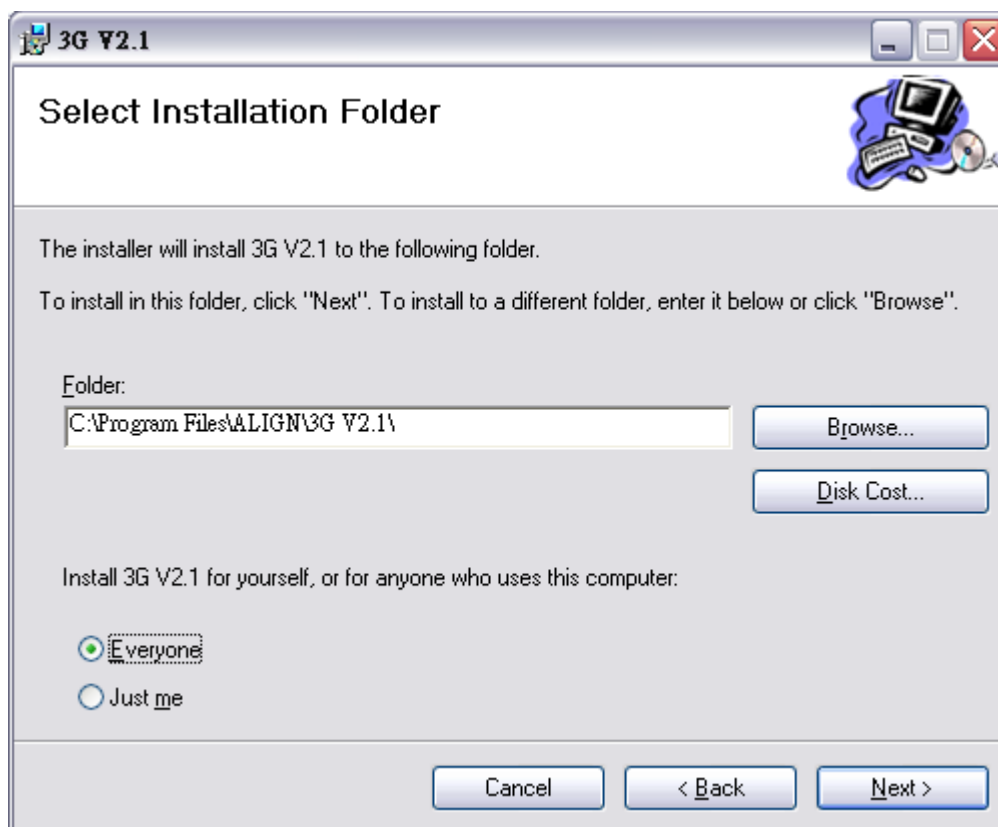 3G V2.1
Select Installation Folder
The installer will install 3G V2.1 to the following folder.
To install in this folder, click "Next". To install to a different folder, enter it below or click "Browse".
Folder:
C:\Program Files\ALIGN\3G V2.1\
Browse...
Disk Cost...
Install 3G V2.1 for yourself, or for anyone who uses this computer:
Everyone
Just me
Cancel
< Back
Next >